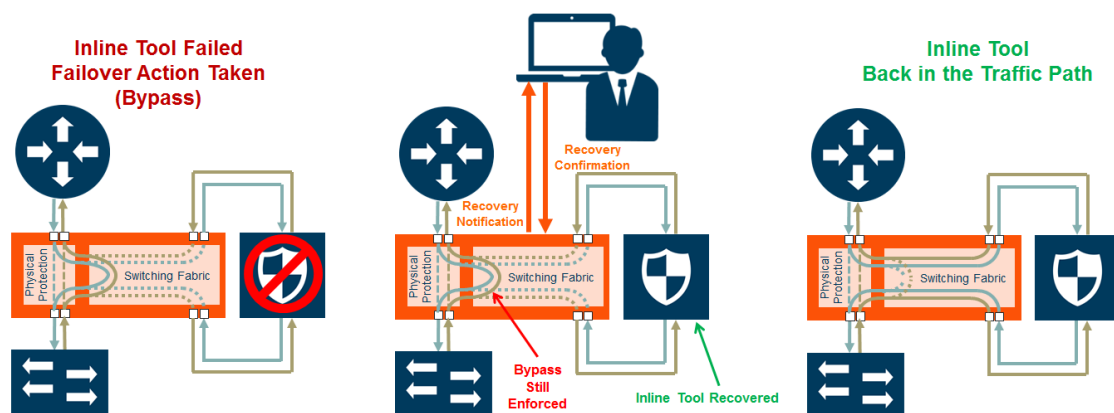 Inline Tool Failed
Failover Action Taken
(Bypass)
Physical
Protection
Switching Fabric
Recovery
Confirmation
Recovery
Notification
Physical
Protection
Switching Fabric
Bypass
Still
Enforced
Inline Tool Recovered
Inline Tool
Back in the Traffic Path
Physical
Protection
Switching Fabric